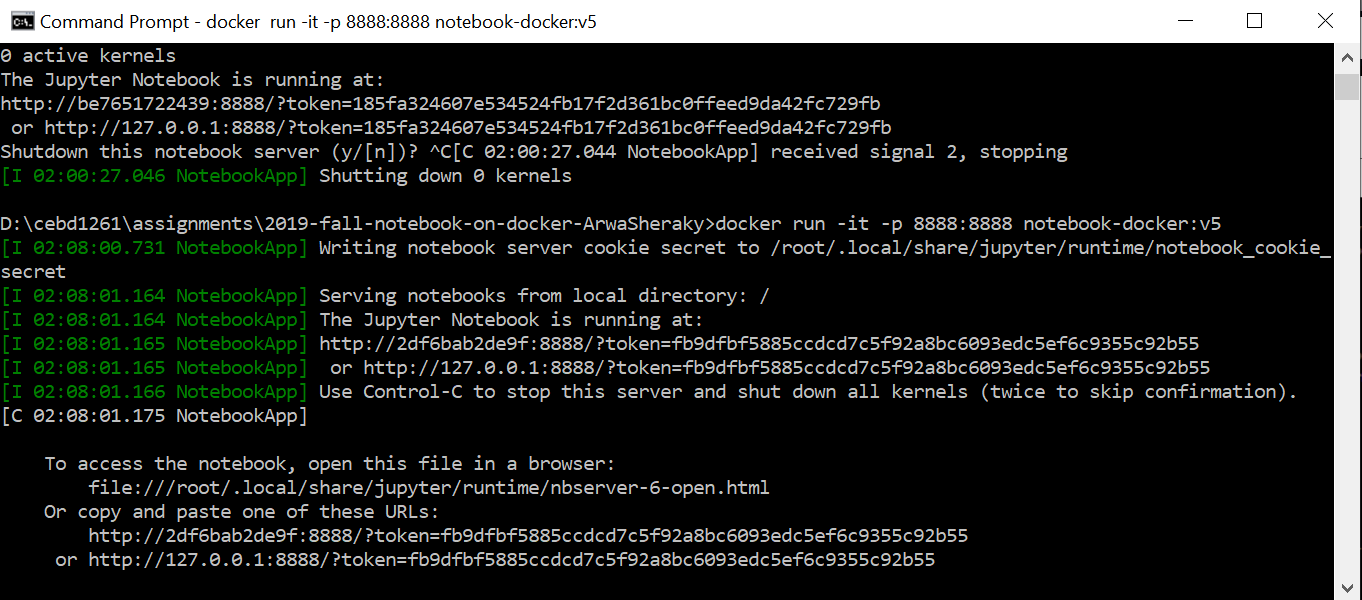 Command Prompt - docker  run -it -p 8888:8888 notebook-docker:v5
0 active kernels
The Jupyter Notebook is running at:
http://be7651722439:8888/?token=185fa324607e534524fb17f2d361bc0ffeed9da42fc729fb
 or http://127.0.0.1:8888/?token=185fa324607e534524fb17f2d361bc0ffeed9da42fc729fb
Shutdown this notebook server (y/[n])? ^C[C 02:00:27.044 NotebookApp] received signal 2, stopping
[I 02:00:27.046 NotebookApp] Shutting down 0 kernels
D:\cebd1261\assignments\2019-fall-notebook-on-docker-ArwaSheraky>docker run -it -p 8888:8888 notebook-docker:v5
[I 02:08:00.731 NotebookApp] Writing notebook server cookie secret to /root/.local/share/jupyter/runtime/notebook_cookie_
secret
[I 02:08:01.164 NotebookApp] Serving notebooks from local directory: /
[I 02:08:01.164 NotebookApp] The Jupyter Notebook is running at:
[I 02:08:01.165 NotebookApp] http://2df6bab2de9f:8888/?token=fb9dfbf5885ccdcd7c5f92a8bc6093edc5ef6c9355c92b55
[I 02:08:01.165 NotebookApp]  or http://127.0.0.1:8888/?token=fb9dfbf5885ccdcd7c5f92a8bc6093edc5ef6c9355c92b55
[I 02:08:01.166 NotebookApp] Use Control-C to stop this server and shut down all kernels (twice to skip confirmation).
[C 02:08:01.175 NotebookApp]
    To access the notebook, open this file in a browser:
        file:///root/.local/share/jupyter/runtime/nbserver-6-open.html
    Or copy and paste one of these URLs:
        http://2df6bab2de9f:8888/?token=fb9dfbf5885ccdcd7c5f92a8bc6093edc5ef6c9355c92b55
     or http://127.0.0.1:8888/?token=fb9dfbf5885ccdcd7c5f92a8bc6093edc5ef6c9355c92b55